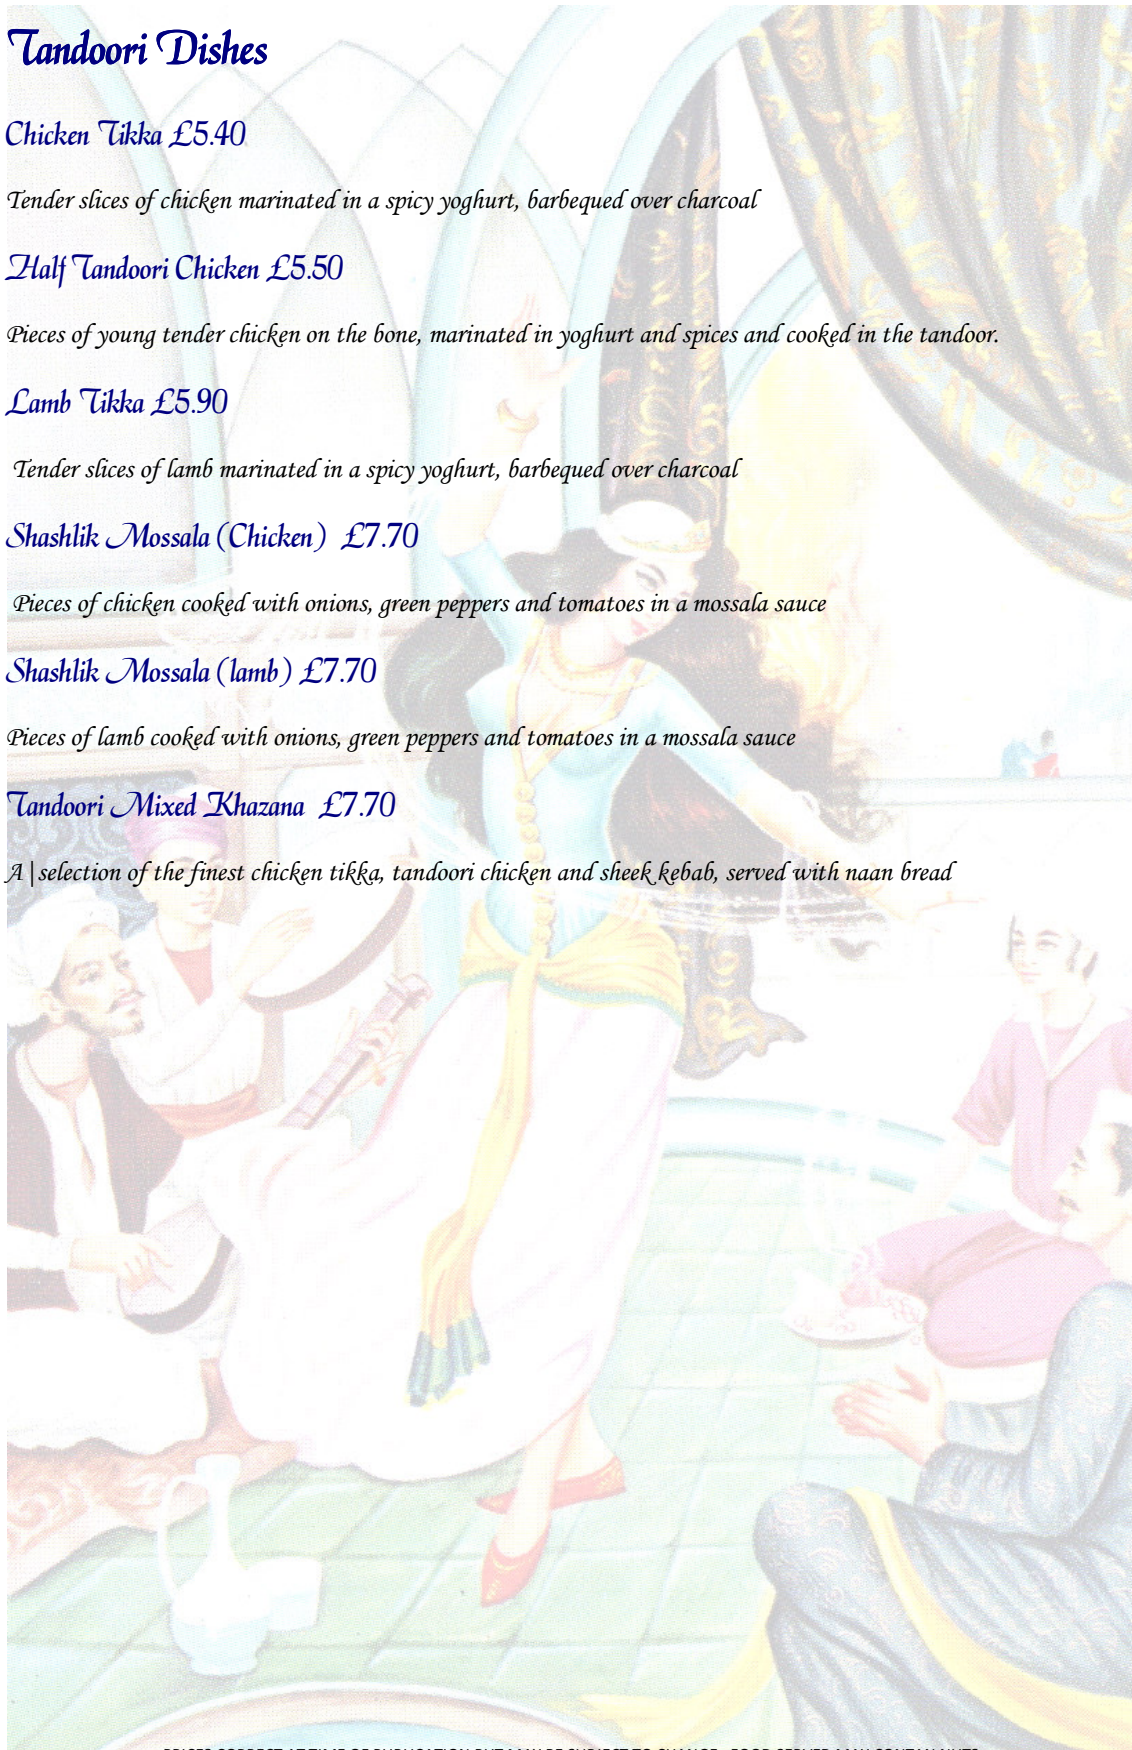 Tandoori Dishes
Chicken Tikka £5.40
Tender slices of chicken marinated in a spicy yoghurt, barbequed over charcoal
Half Tandoori Chicken £5.50
Pieces of young tender chicken on the bone, marinated in yoghurt and spices and cooked in the tandoor.
Lamb Tikka £5.90
Tender slices of lamb marinated in a spicy yoghurt, barbequed over charcoal
Shashlik Mossala (Chicken) £7.70
Pieces of chicken cooked with onions, green peppers and tomatoes in a mossala sauce
Shashlik Mossala (lamb) £7.70
Pieces of lamb cooked with onions, green peppers and tomatoes in a mossala sauce
Tandoori Mixed Khazana £7.70
A|selection of the finest chicken tikka, tandoori chicken and sheek kebab, served with naan bread